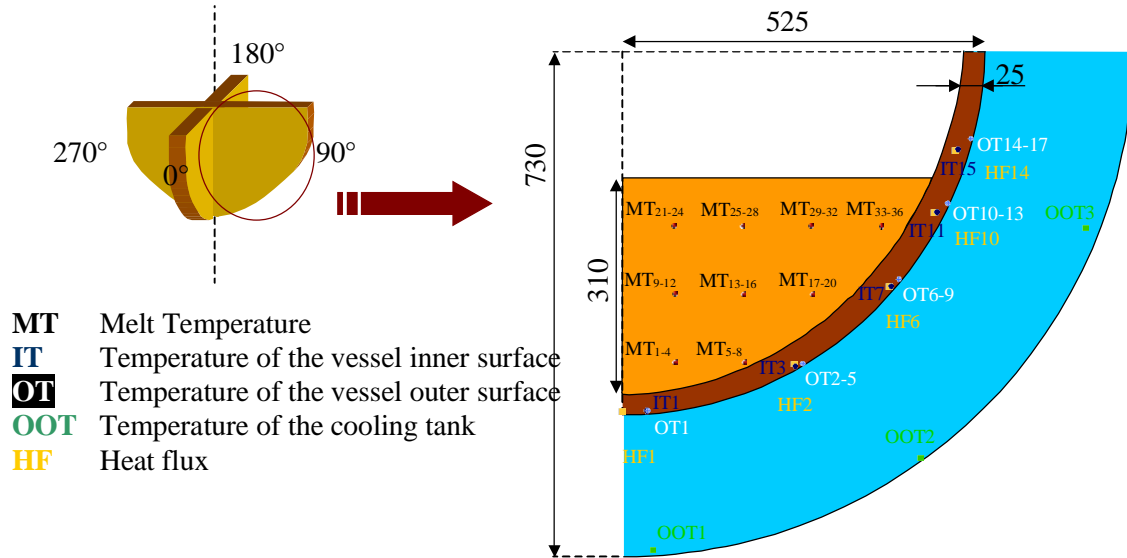 180°
270°
90°
0°
MT Melt Temperature
IT Temperature of the vessel inner surface
OT Temperature of the vessel outer surface
OOT Temperature of the cooling tank
HF Heat flux
525
25
730
310
OT14-17
IT15
HF14
MT21-24 MT25-28 MT29-32 MT33-36
OT10-13
IT11
HF10
OOT3
MT9-12 MT13-16 MT17-20
IT7
OT6-9
HF6
MT1-4 MT5-8
IT3
OT2-5
HF2
IT1
OT1
HF1
OOT2
OOT1